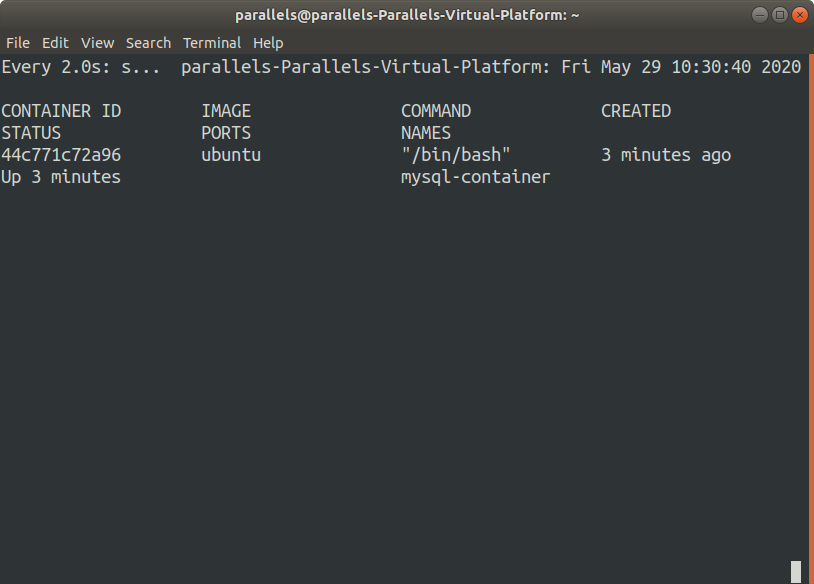 parallels@parallels-Parallels-Virtual-Platform: ~
File Edit View Search Terminal Help
Every 2.0s: s...  parallels-Parallels-Virtual-Platform: Fri May 29 10:30:40 2020
CONTAINER ID        IMAGE               COMMAND             CREATED
STATUS              PORTS               NAMES
44c771c72a96        ubuntu              "/bin/bash"         3 minutes ago
Up 3 minutes                            mysql-container